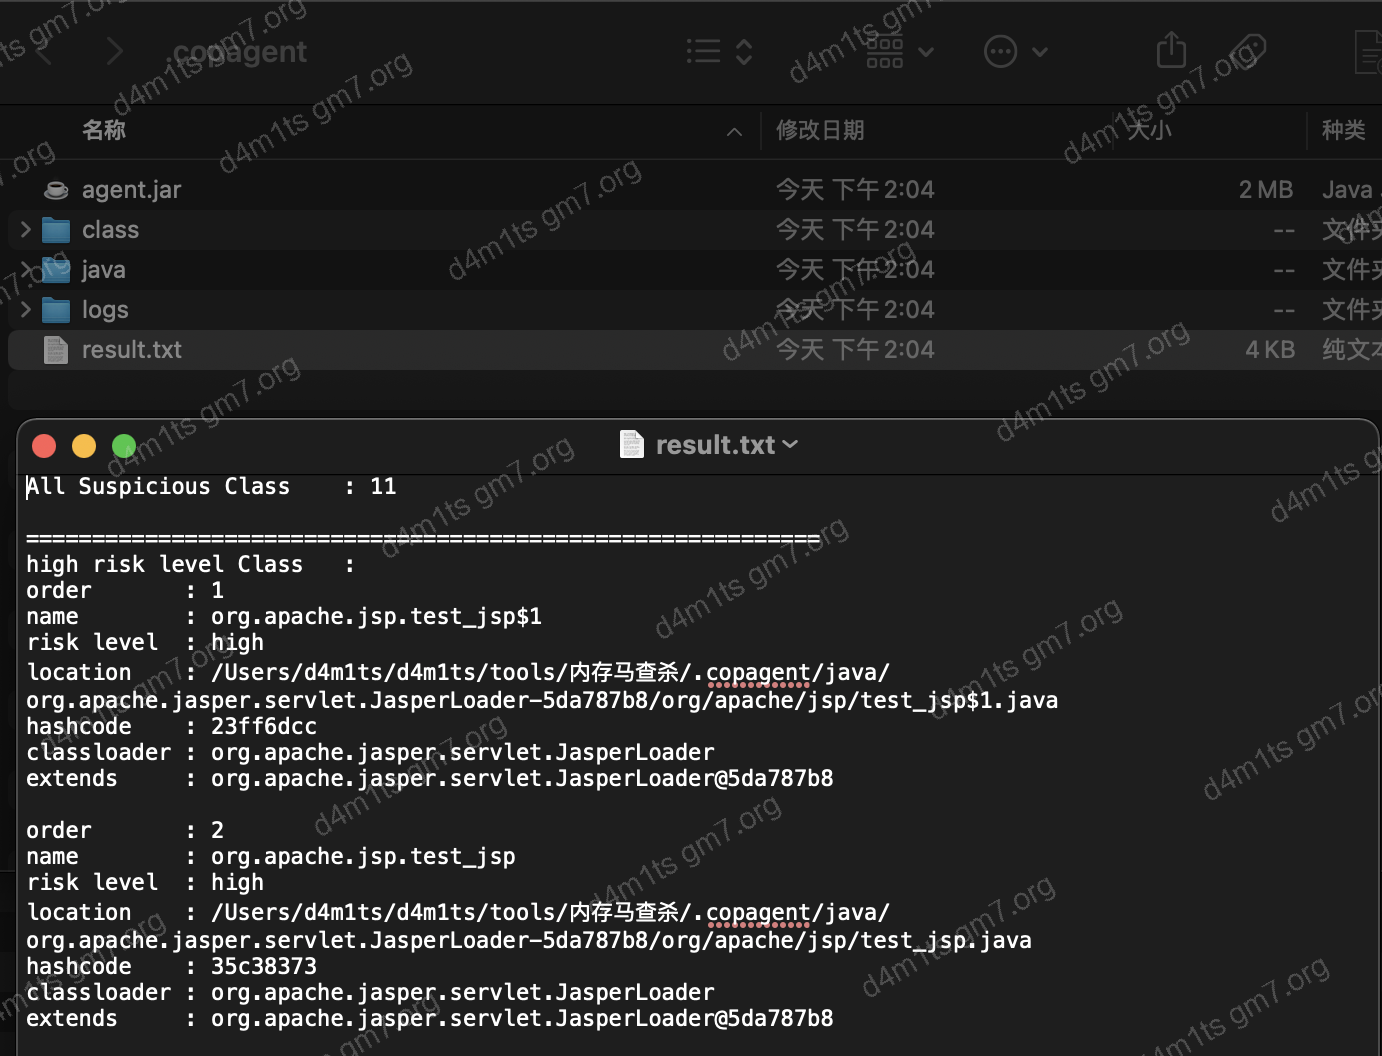 .copagent
名称 修改日期 大小 种类
agent.jar 今天 下午2:04 2 MB Java
class 今天 下午2:04 -- 文件夹
java 今天 下午2:04 -- 文件夹
logs 今天 下午2:04 -- 文件夹
result.txt 今天 下午2:04 4 KB 纯文本
result.txt
All Suspicious Class : 11
============================================================
high risk level Class :
order : 1
name : org.apache.jsp.test_jsp$1
risk level : high
location : /Users/d4m1ts/d4m1ts/tools/内存马查杀/.copagent/java/
org.apache.jasper.servlet.JasperLoader-5da787b8/org/apache/jsp/test_jsp$1.java
hashcode : 23ff6dcc
classloader : org.apache.jasper.servlet.JasperLoader
extends : org.apache.jasper.servlet.JasperLoader@5da787b8
order : 2
name : org.apache.jsp.test_jsp
risk level : high
location : /Users/d4m1ts/d4m1ts/tools/内存马查杀/.copagent/java/
org.apache.jasper.servlet.JasperLoader-5da787b8/org/apache/jsp/test_jsp.java
hashcode : 35c38373
classloader : org.apache.jasper.servlet.JasperLoader
extends : org.apache.jasper.servlet.JasperLoader@5da787b8
d4m1ts gm7.org